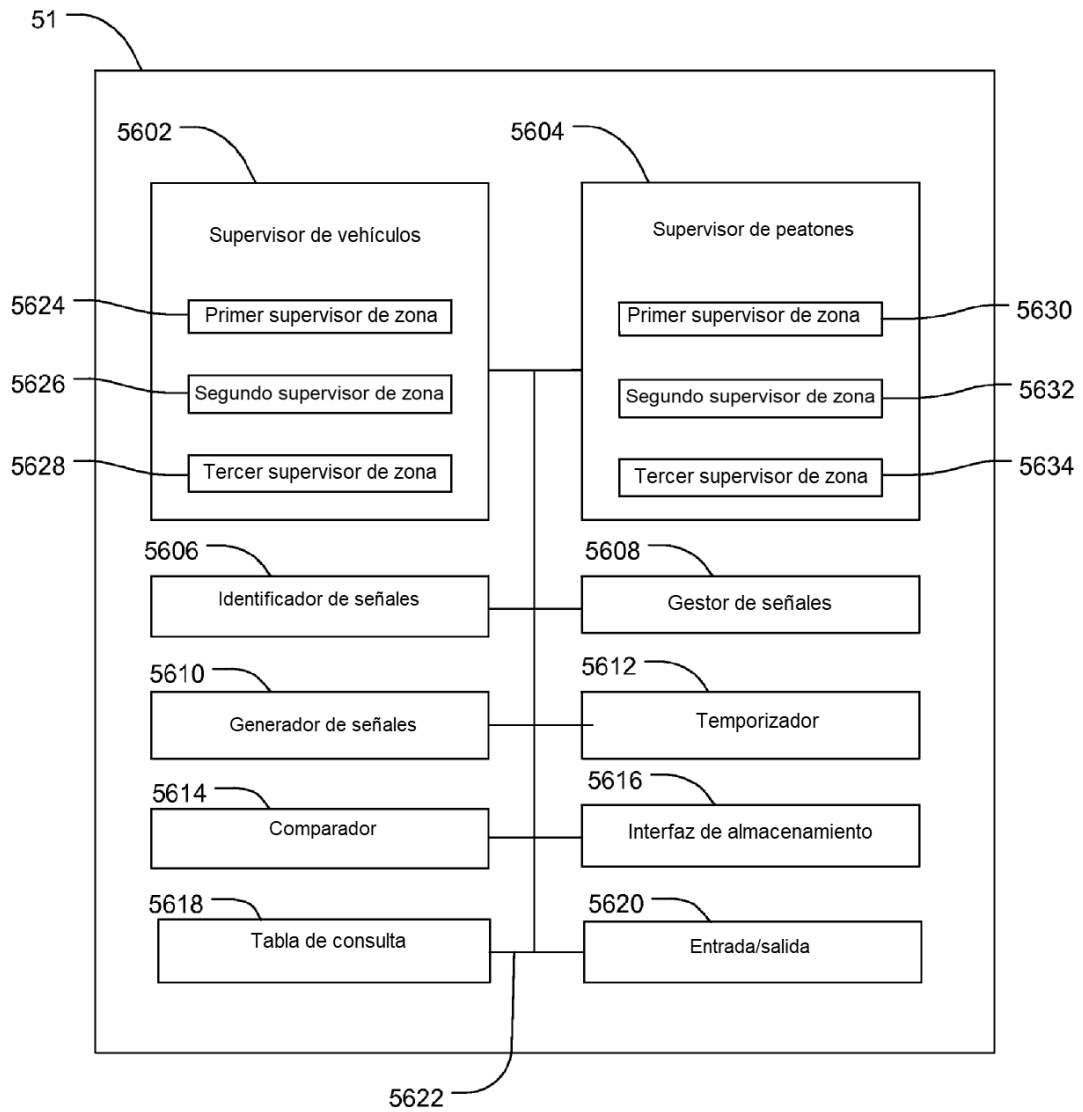 51
5602
5604
Supervisor de vehículos
Supervisor de peatones
5624
Primer supervisor de zona
Primer supervisor de zona
5630
5626
Segundo supervisor de zona
Segundo supervisor de zona
5632
5628
Tercer supervisor de zona
Tercer supervisor de zona
5634
5606
5608
Identificador de señales
Gestor de señales
5610
5612
Generador de señales
Temporizador
5614
5616
Comparador
Interfaz de almacenamiento
5618
5620
Tabla de consulta
Entrada/salida
5622